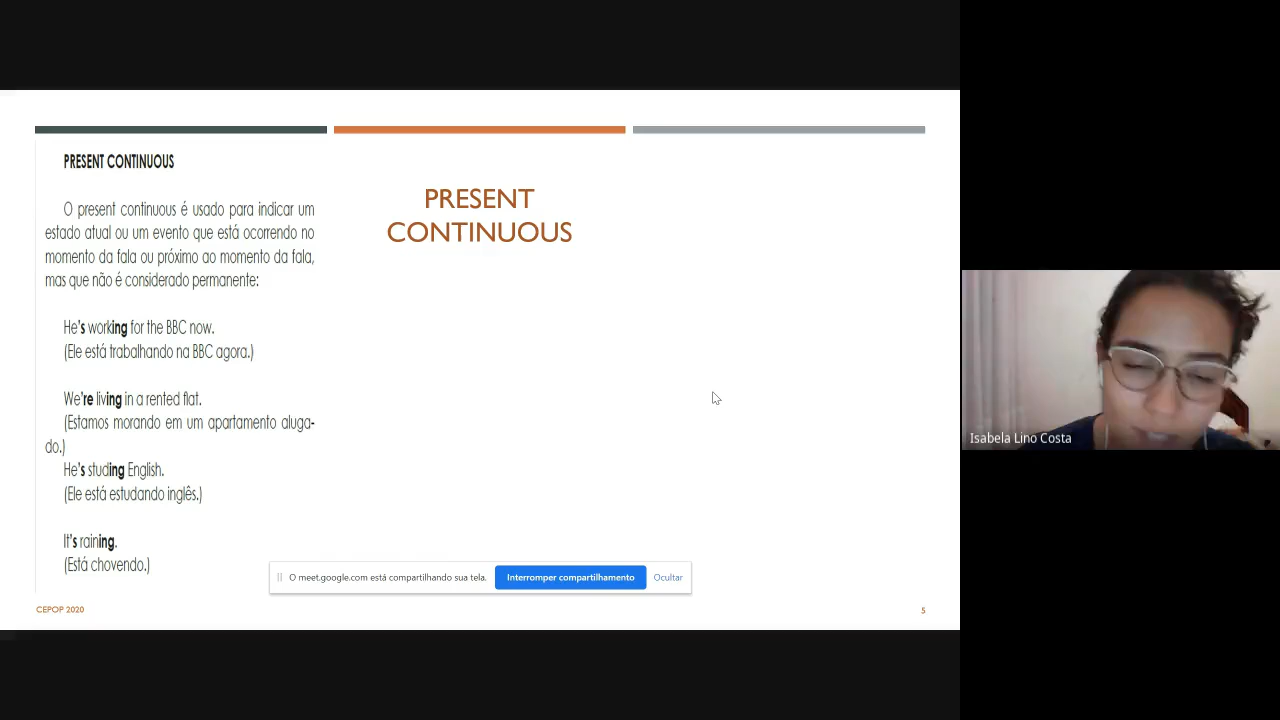 PRESENT CONTINUOUS
O present continuous é usado para indicar um
estado atual ou um evento que está ocorrendo no
momento da fala ou próximo ao momento da fala,
mas que não é considerado permanente:
He's working for the BBC now.
(Ele está trabalhando na BBC agora.)
We're living in a rented flat.
(Estamos morando em um apartamento aluga-
do.)
He's studing English.
(Ele está estudando inglês.)
It's raining.
(Está chovendo.)
PRESENT
CONTINUOUS
O meet.google.com está compartilhando sua tela.
Interromper compartilhamento
Ocultar
CEPOP 2020
5
Isabela Lino Costa